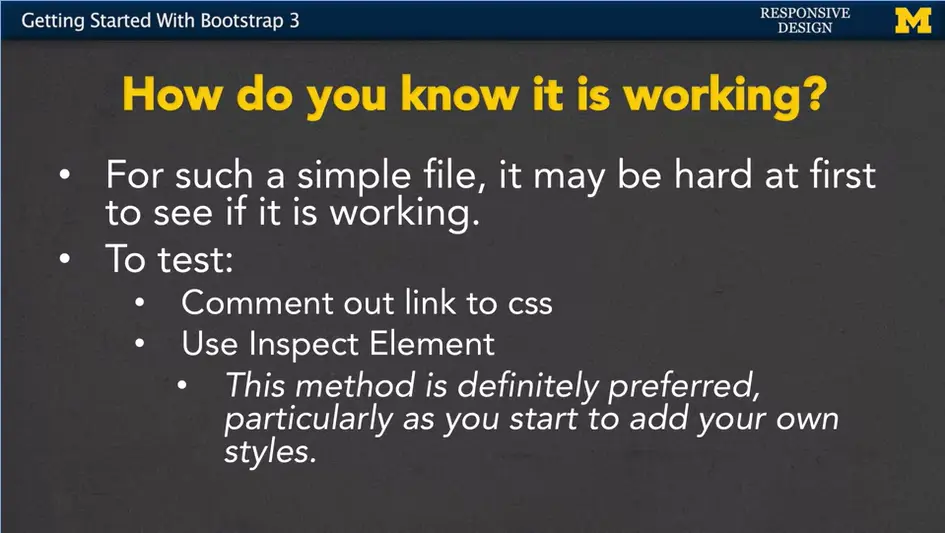 Getting Started With Bootstrap 3
RESPONSIVE
DESIGN
M
How do you know it is working?
• For such a simple file, it may be hard at first
to see if it is working.
• To test:
• Comment out link to css
• Use Inspect Element
• This method is definitely preferred,
particularly as you start to add your own
styles.